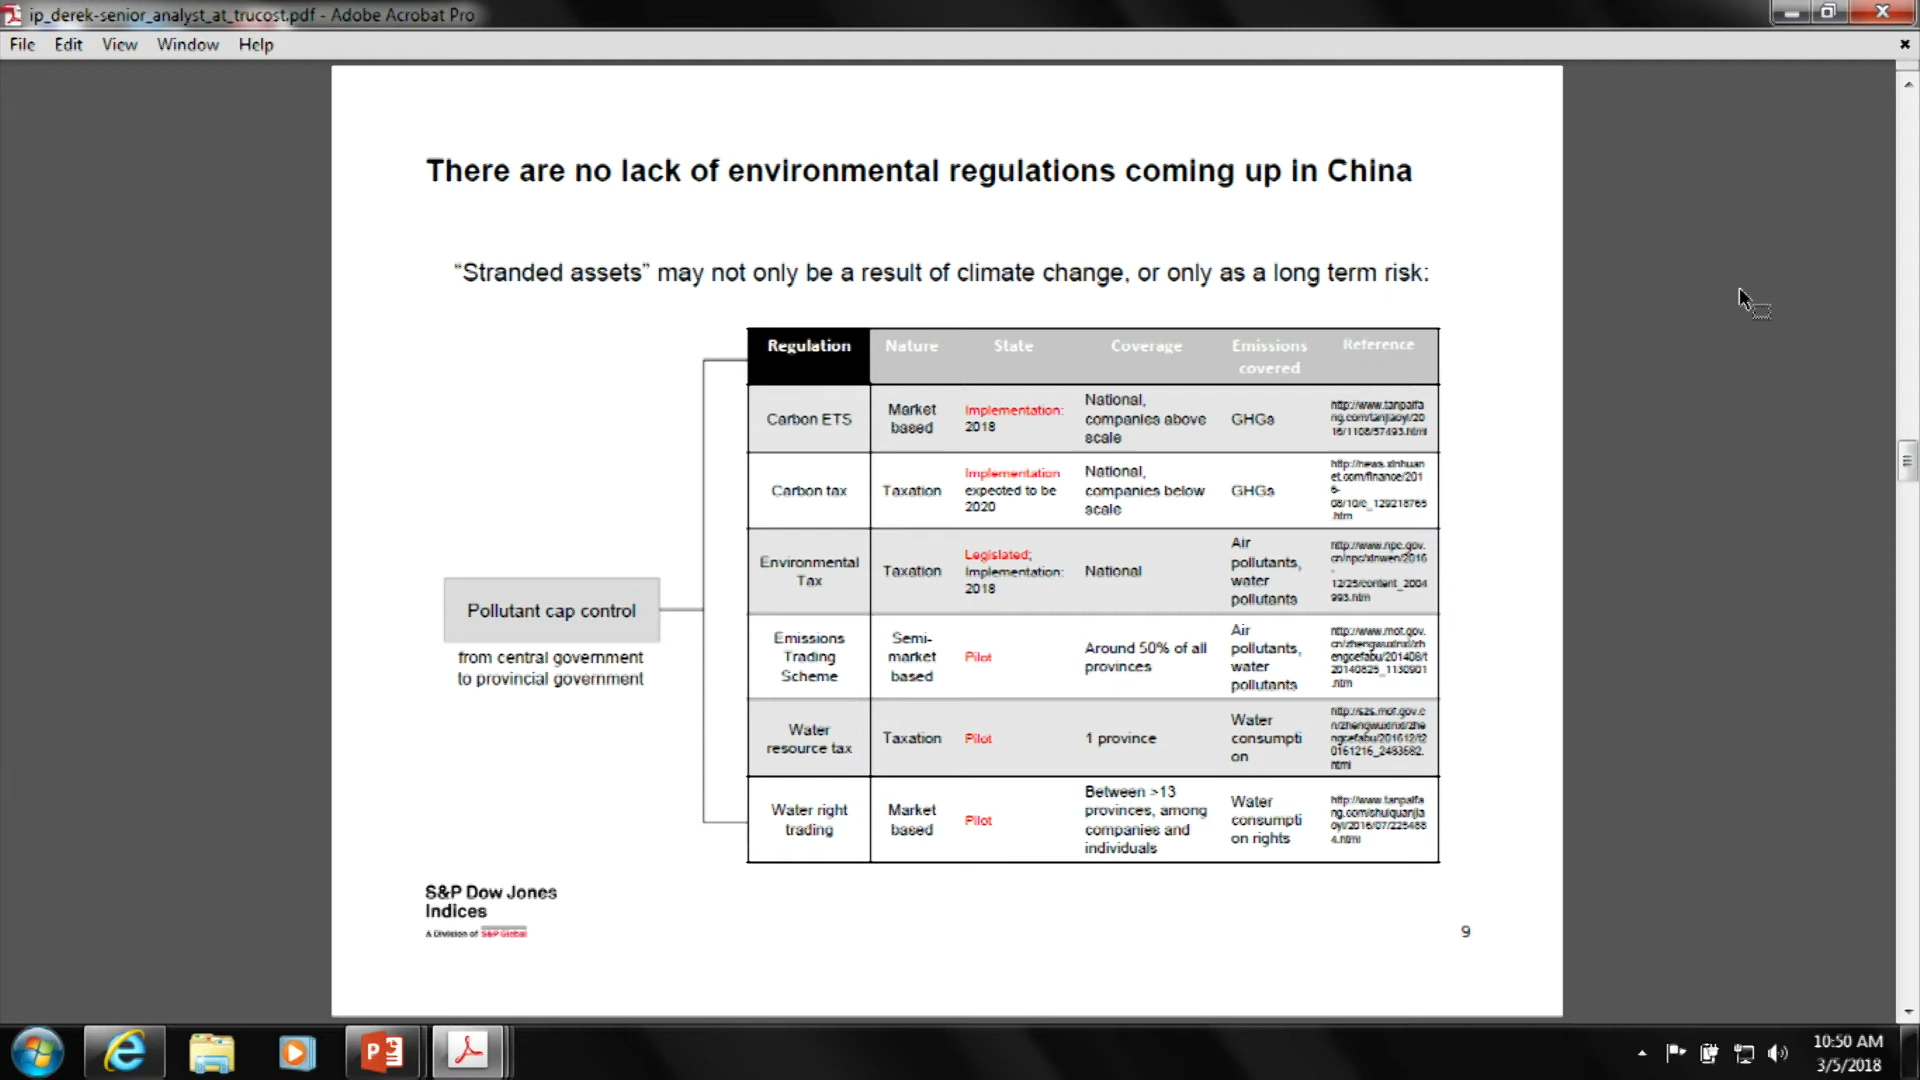 ip_derek-senior_analyst_at_trucost.pdf - Adobe Acrobat Pro
File Edit View Window Help
There are no lack of environmental regulations coming up in China
“Stranded assets” may not only be a result of climate change, or only as a long term risk:
Pollutant cap control
from central government
to provincial government
Regulation
Nature
State
Coverage
Emissions
covered
Reference
Carbon ETS
Market
based
Implementation:
2018
National,
companies above
scale
GHGs
Carbon tax
Taxation
Implementation
expected to be
2020
National,
companies below
scale
GHGs
Environmental
Tax
Taxation
Legislated;
Implementation:
2018
National
Air
pollutants,
water
pollutants
Emissions
Trading
Scheme
Semi-
market
based
Pilot
Around 50% of all
provinces
Air
pollutants,
water
pollutants
Water
resource tax
Taxation
Pilot
1 province
Water
consumpti
on
Water right
trading
Market
based
Pilot
Between >13
provinces, among
companies and
individuals
Water
consumpti
on rights
S&P Dow Jones
Indices
A Division of S&P Global
9
10:50 AM
3/5/2018